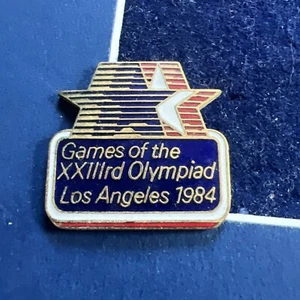 Games of the
XXIIIrd Olympiad
Los Angeles 1984